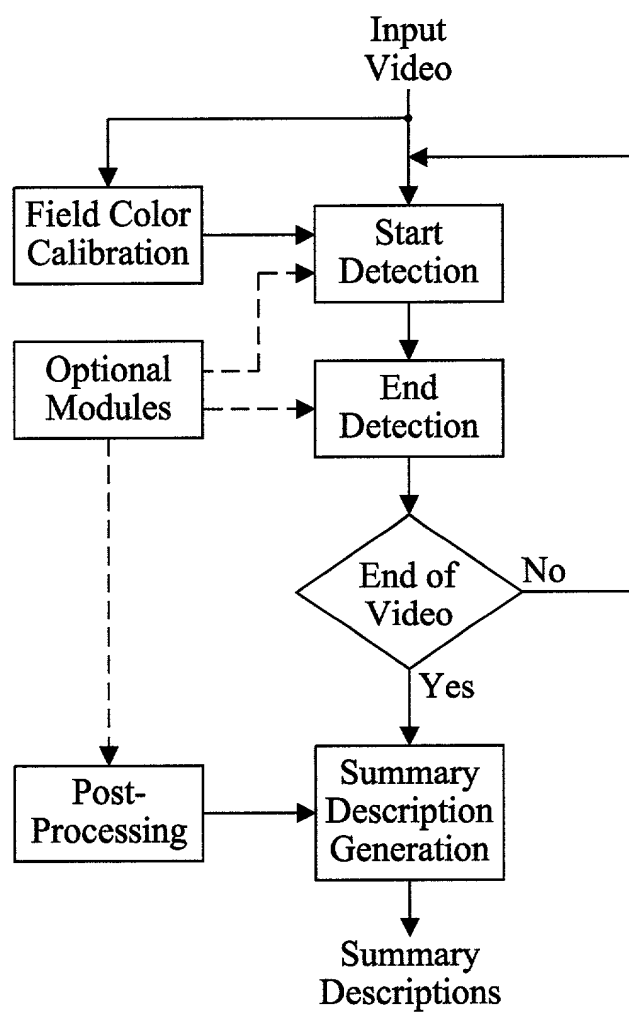 Input
Video
Field Color
Calibration
Start
Detection
Optional
Modules
End
Detection
End of
Video
No
Yes
Post-
Processing
Summary
Description
Generation
Summary
Descriptions